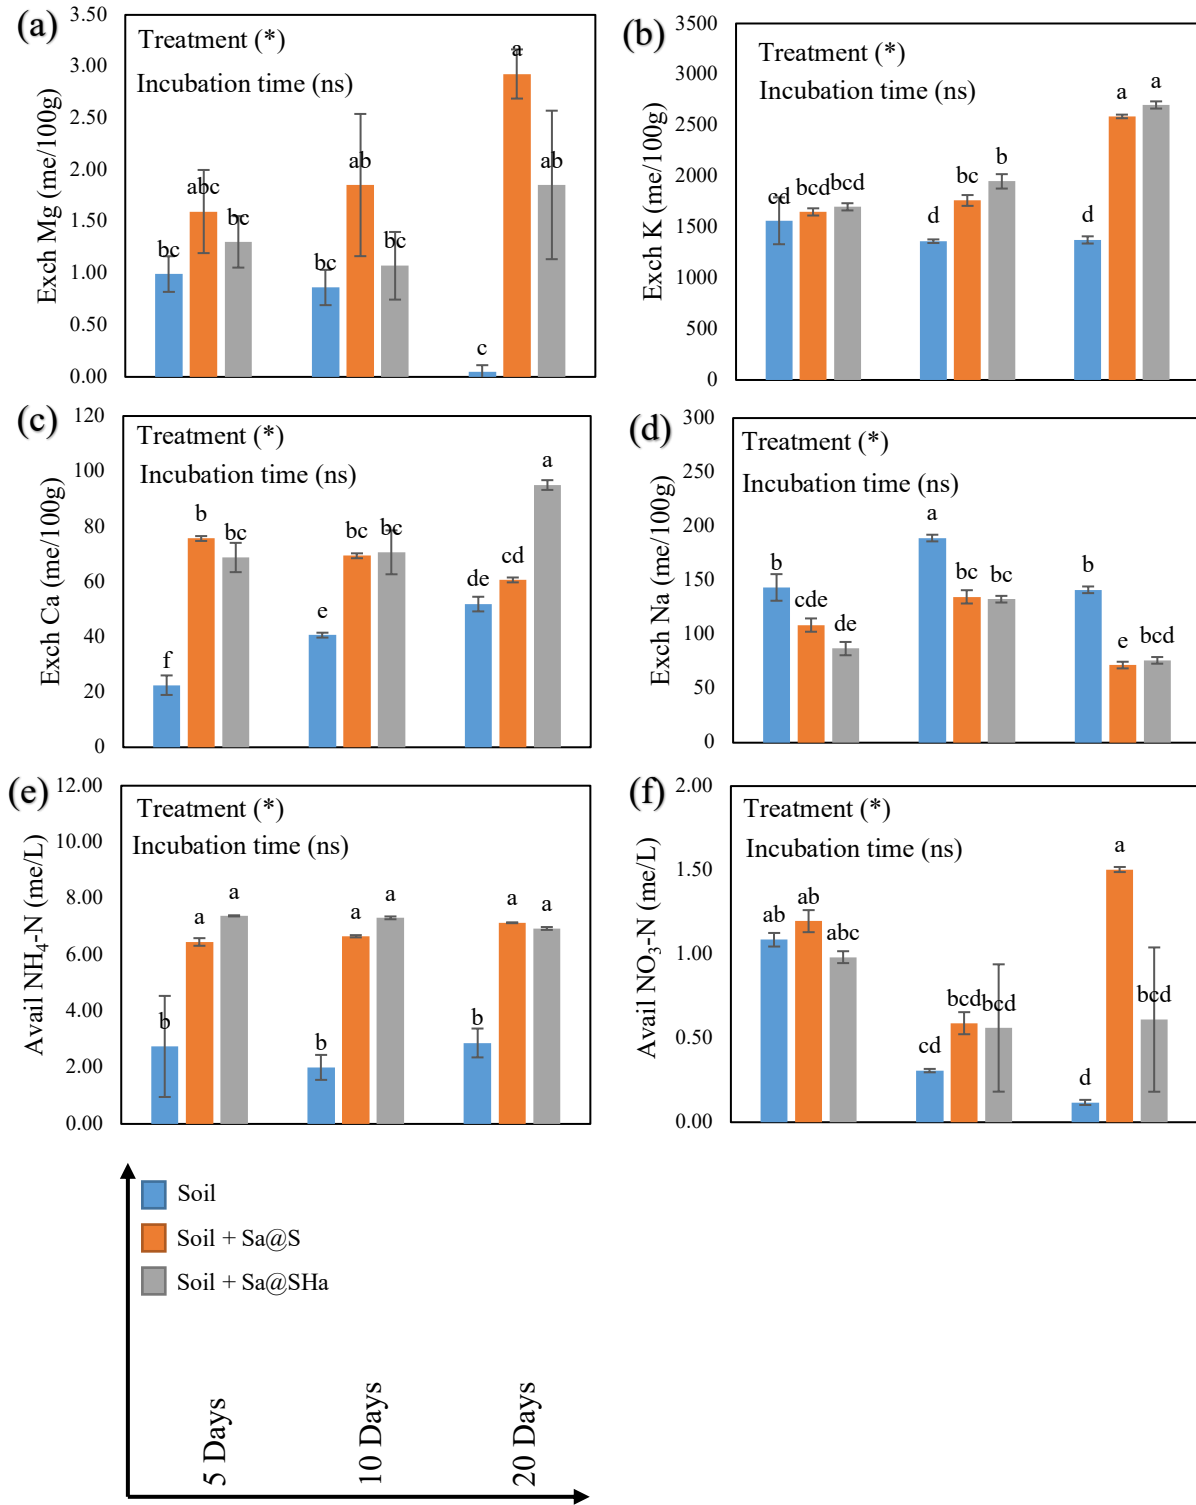 (a)
Exch Mg (me/100g)
3.50
3.00
2.50
2.00
1.50
1.00
0.50
0.00
Treatment (*)
Incubation time (ns)
bc
abc
bc
bc
ab
bc
c
a
ab
(b)
Exch K (me/100g)
3500
3000
2500
2000
1500
1000
500
0
Treatment (*)
Incubation time (ns)
cd
bcd
bcd
d
bc
b
d
a
a
(c)
Exch Ca (me/100g)
120
100
80
60
40
20
0
Treatment (*)
Incubation time (ns)
f
b
bc
e
bc
bc
de
cd
a
(d)
Exch Na (me/100g)
300
250
200
150
100
50
0
Treatment (*)
Incubation time (ns)
b
cde
de
a
bc
bc
b
e
bcd
(e)
Avail NH₄-N (me/L)
12.00
10.00
8.00
6.00
4.00
2.00
0.00
Treatment (*)
Incubation time (ns)
b
a
a
b
a
a
b
a
a
(f)
Avail NO₃-N (me/L)
2.00
1.50
1.00
0.50
0.00
Treatment (*)
Incubation time (ns)
ab
ab
abc
cd
bcd
bcd
d
a
bcd
Soil
Soil + Sa@S
Soil + Sa@SHa
5 Days
10 Days
20 Days